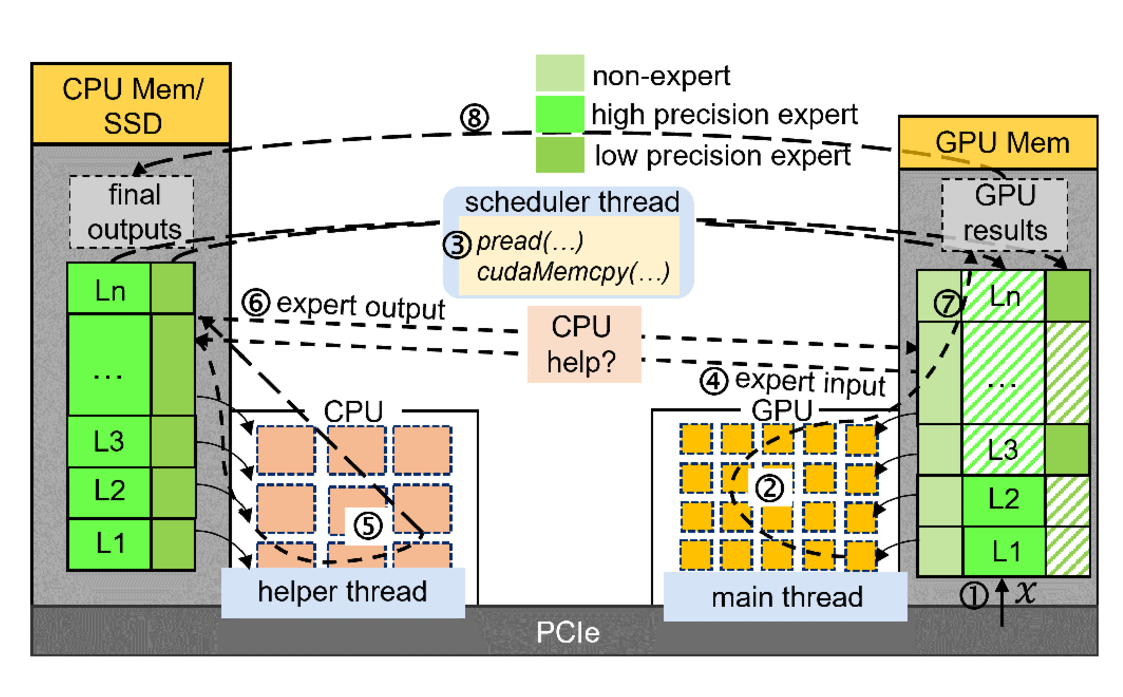 CPU Mem/
SSD
non-expert
high precision expert
low precision expert
GPU Mem
⑧
final
outputs
scheduler thread
③ pread(…)
cudaMemcpy(…)
GPU
results
Ln
…
L3
L2
L1
⑥ expert output
CPU
help?
④ expert input
⑦
Ln
…
L3
L2
L1
CPU
⑤
helper thread
GPU
②
main thread
① x
PCIe